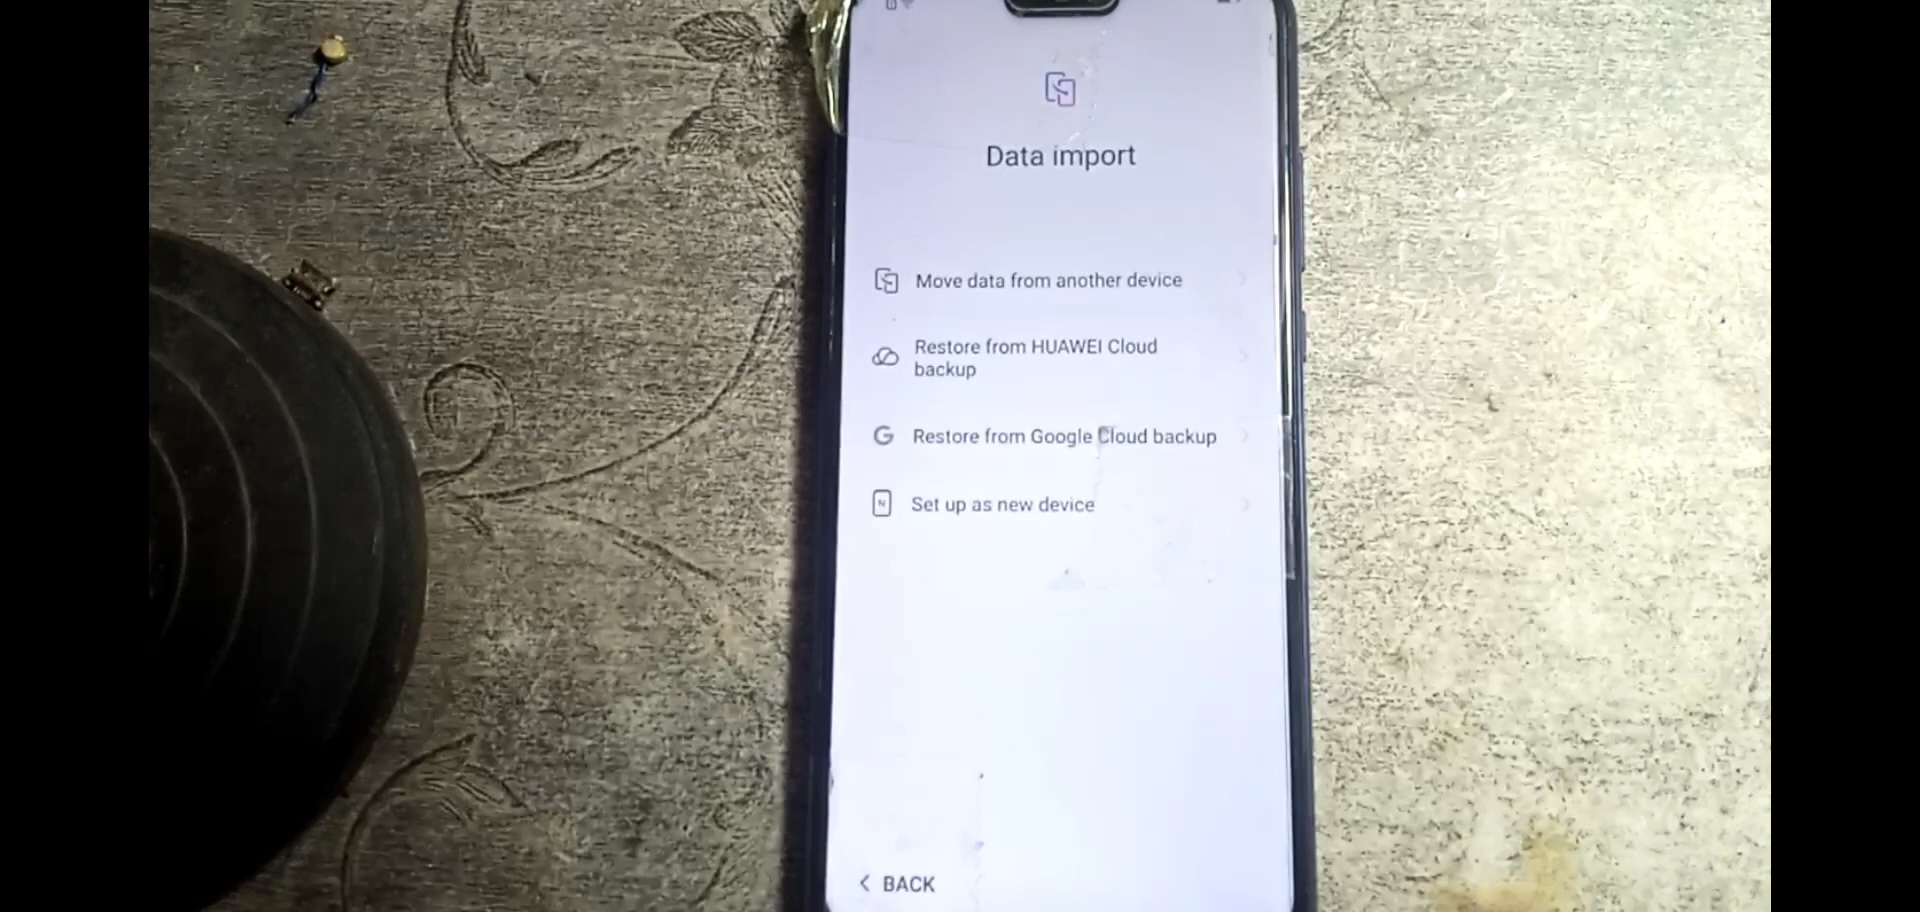 Data import
Move data from another device
Restore from HUAWEI Cloud
backup
Restore from Google Cloud backup
Set up as new device
BACK